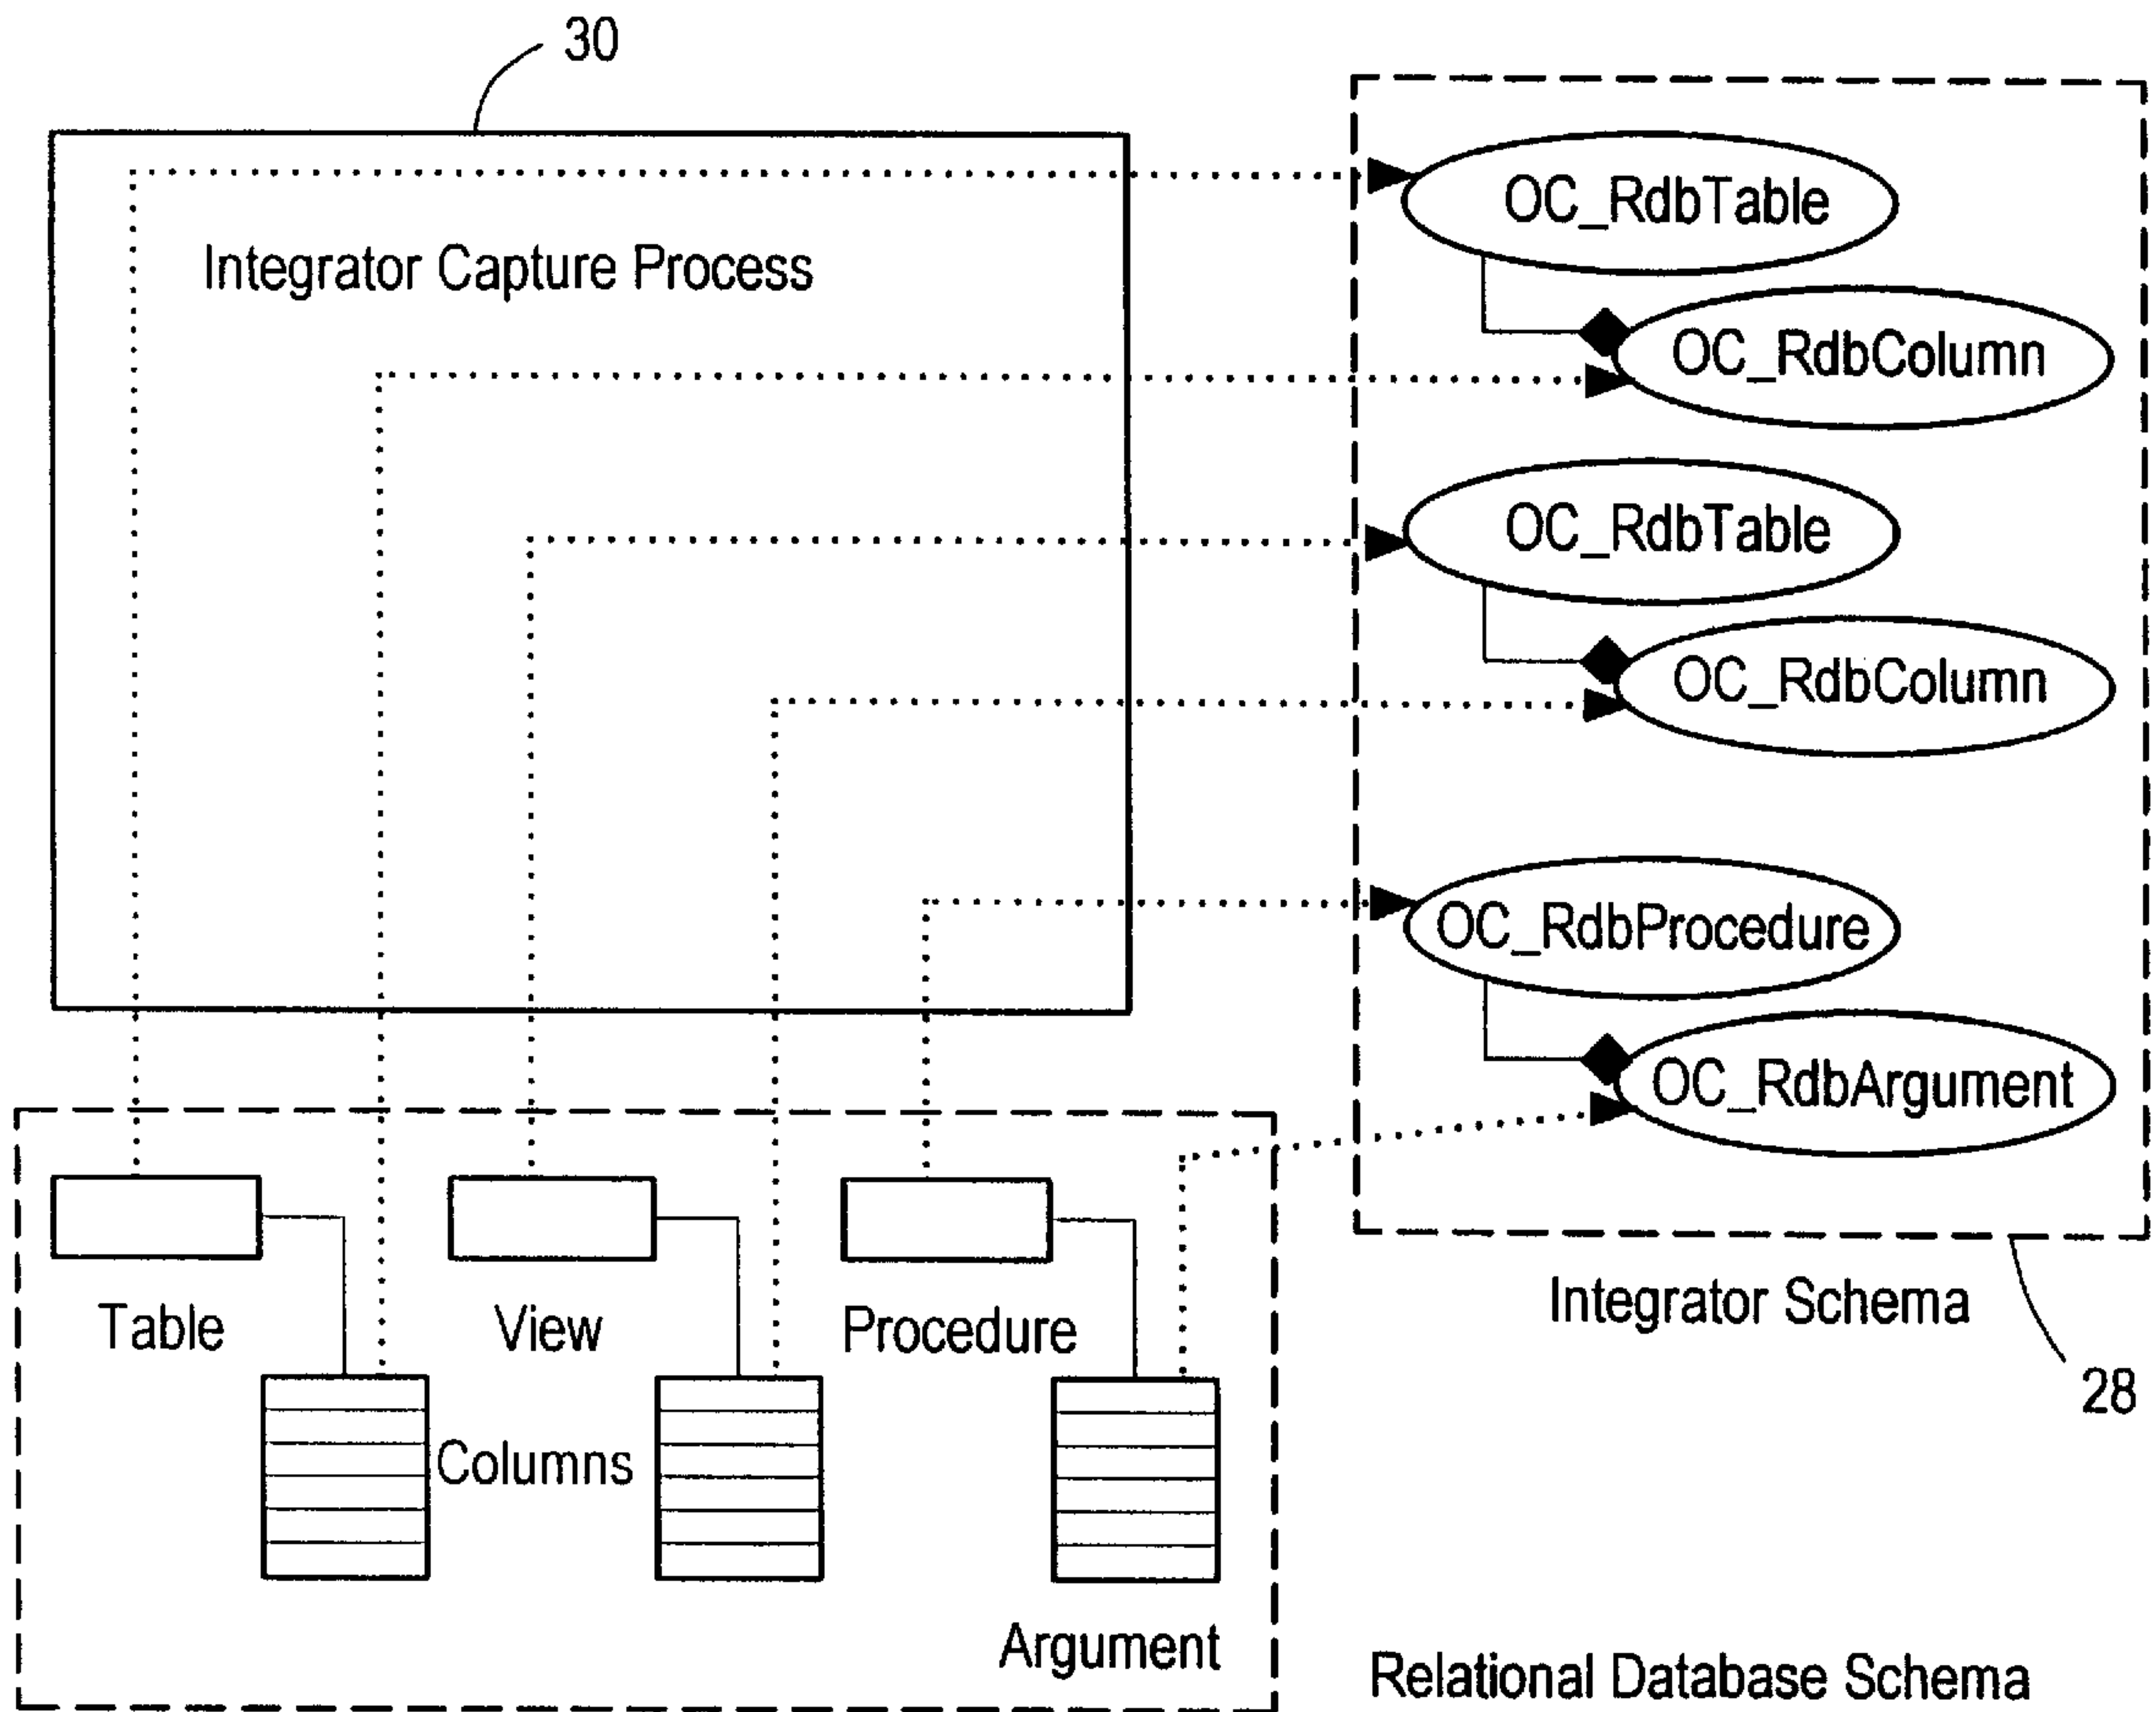 30
Integrator Capture Process
OC_RdbTable
OC_RdbColumn
OC_RdbTable
OC_RdbColumn
OC_RdbProcedure
OC_RdbArgument
Integrator Schema
28
Table
View
Procedure
Columns
Argument
Relational Database Schema